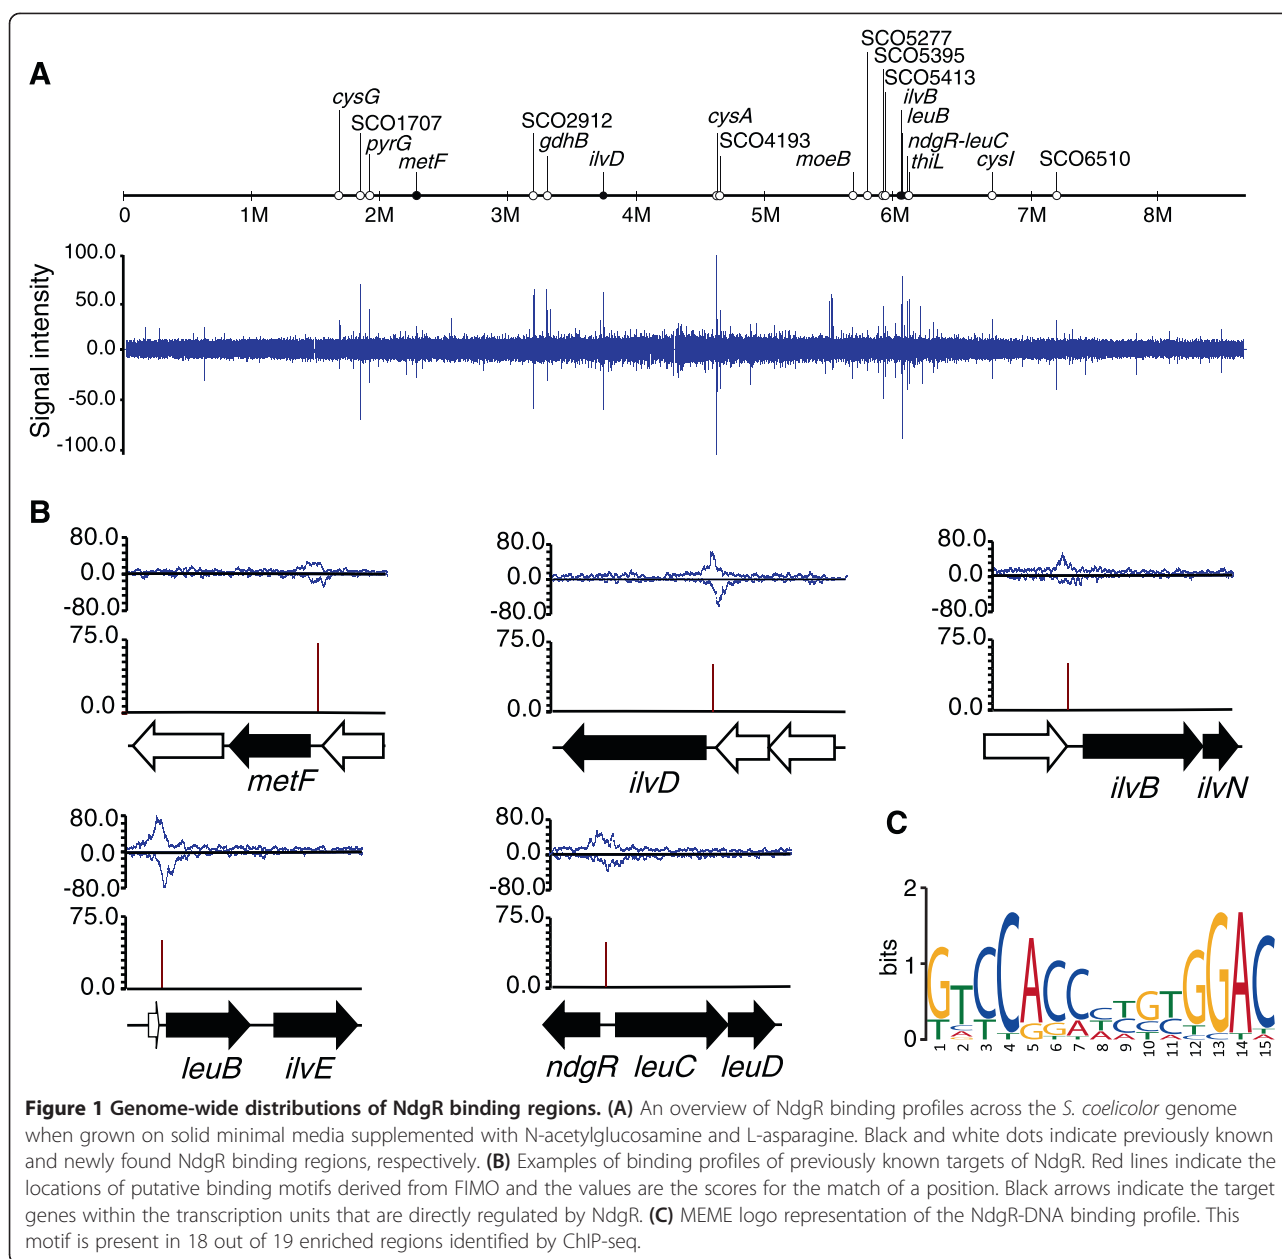 A
SCO5277
SCO5395
SCO5413
cysG
ilvB
SCO1707
SCO2912
cysA
leuB
pyrG
gdhB
SCO4193
ndgR-leuC
metF
ilvD
moeB
thiL
cysI
SCO6510
0 1M 2M 3M 4M 5M 6M 7M 8M
Signal intensity
100.0
50.0
0.0
-50.0
-100.0
B
80.0
0.0
-80.0
75.0
0.0
metF
80.0
0.0
-80.0
75.0
0.0
ilvD
80.0
0.0
-80.0
75.0
0.0
ilvB ilvN
80.0
0.0
-80.0
75.0
0.0
leuB ilvE
80.0
0.0
-80.0
75.0
0.0
ndgR leuC leuD
C
2
1
0
bits
1 2 3 4 5 6 7 8 9 10 11 12 13 14 15
Figure 1 Genome-wide distributions of NdgR binding regions. (A) An overview of NdgR binding profiles across the S. coelicolor genome
when grown on solid minimal media supplemented with N-acetylglucosamine and L-asparagine. Black and white dots indicate previously known
and newly found NdgR binding regions, respectively. (B) Examples of binding profiles of previously known targets of NdgR. Red lines indicate the
locations of putative binding motifs derived from FIMO and the values are the scores for the match of a position. Black arrows indicate the target
genes within the transcription units that are directly regulated by NdgR. (C) MEME logo representation of the NdgR-DNA binding profile. This
motif is present in 18 out of 19 enriched regions identified by ChIP-seq.